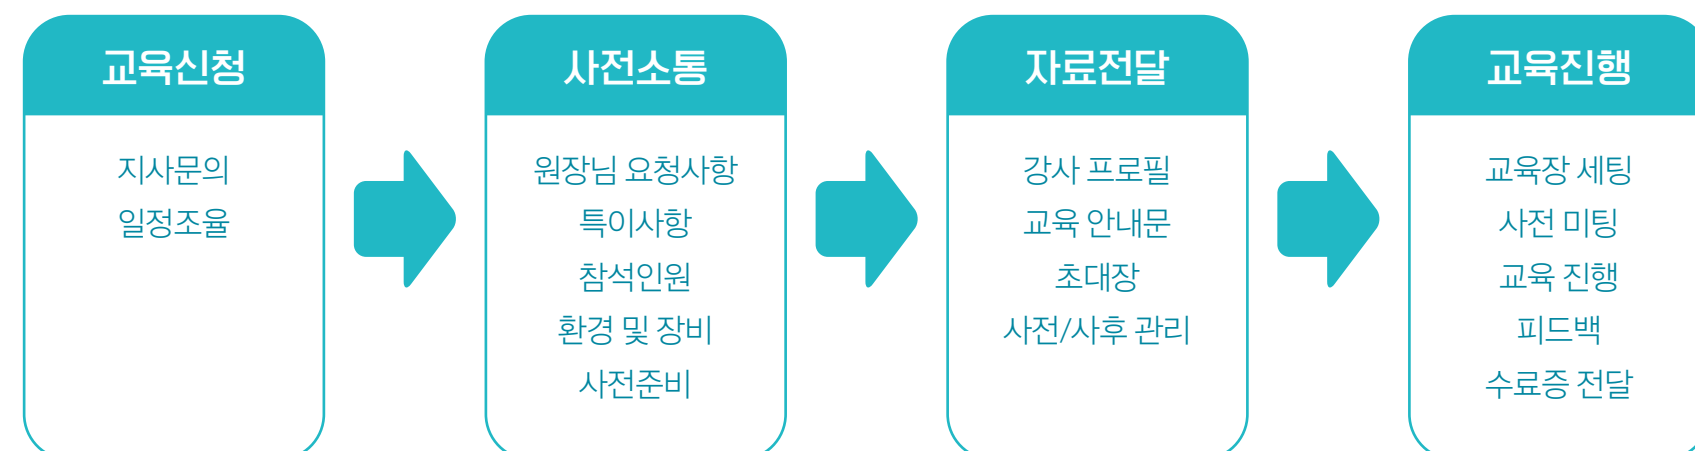 교육신청
지사문의
일정조율
사전소통
원장님 요청사항
특이사항
참석인원
환경 및 장비
사전준비
자료전달
강사 프로필
교육 안내문
초대장
사전/사후 관리
교육진행
교육장 세팅
사전 미팅
교육 진행
피드백
수료증 전달